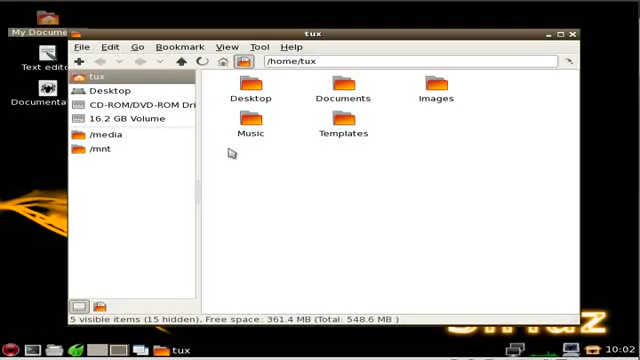 My Docume
Text edito
Documenta
tux
File Edit Go Bookmark View Tool Help
/home/tux
tux
Desktop
CD-ROM/DVD-ROM Dri
16.2 GB Volume
/media
/mnt
Desktop Documents Images
Music Templates
5 visible items (15 hidden), Free space: 361.4 MB (Total: 548.6 MB )
tux
10:02